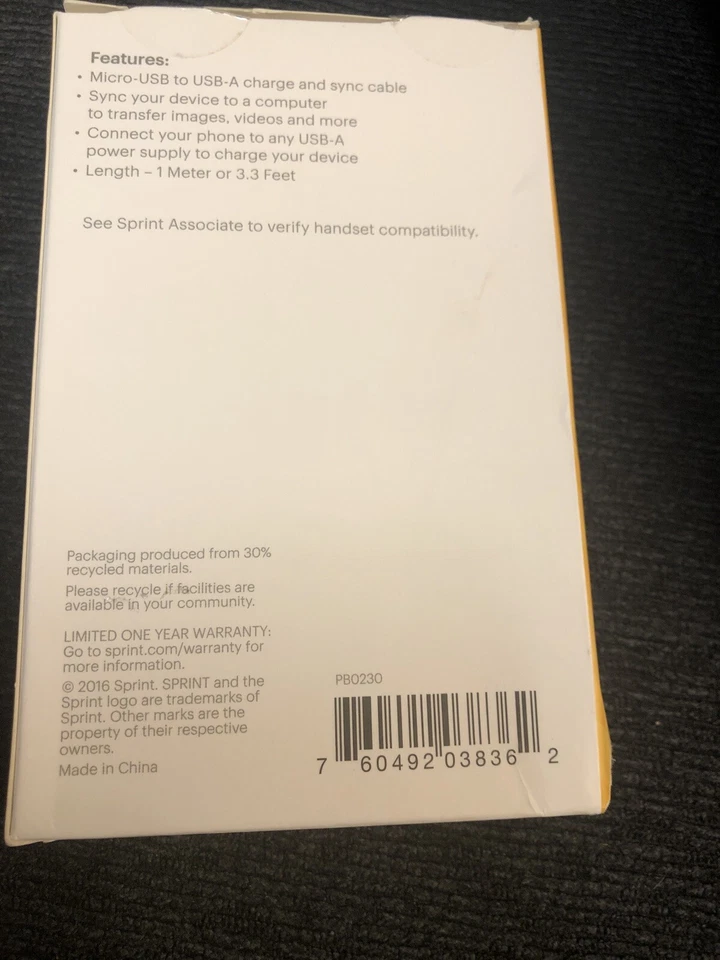 Features:
• Micro-USB to USB-A charge and sync cable
• Sync your device to a computer
to transfer images, videos and more
• Connect your phone to any USB-A
power supply to charge your device
• Length – 1 Meter or 3.3 Feet
See Sprint Associate to verify handset compatibility.
Packaging produced from 30%
recycled materials.
Please recycle if facilities are
available in your community.
LIMITED ONE YEAR WARRANTY:
Go to sprint.com/warranty for
more information.
© 2016 Sprint. SPRINT and the
Sprint logo are trademarks of
Sprint. Other marks are the
property of their respective
owners.
Made in China
PB0230
7 60492 03836 2